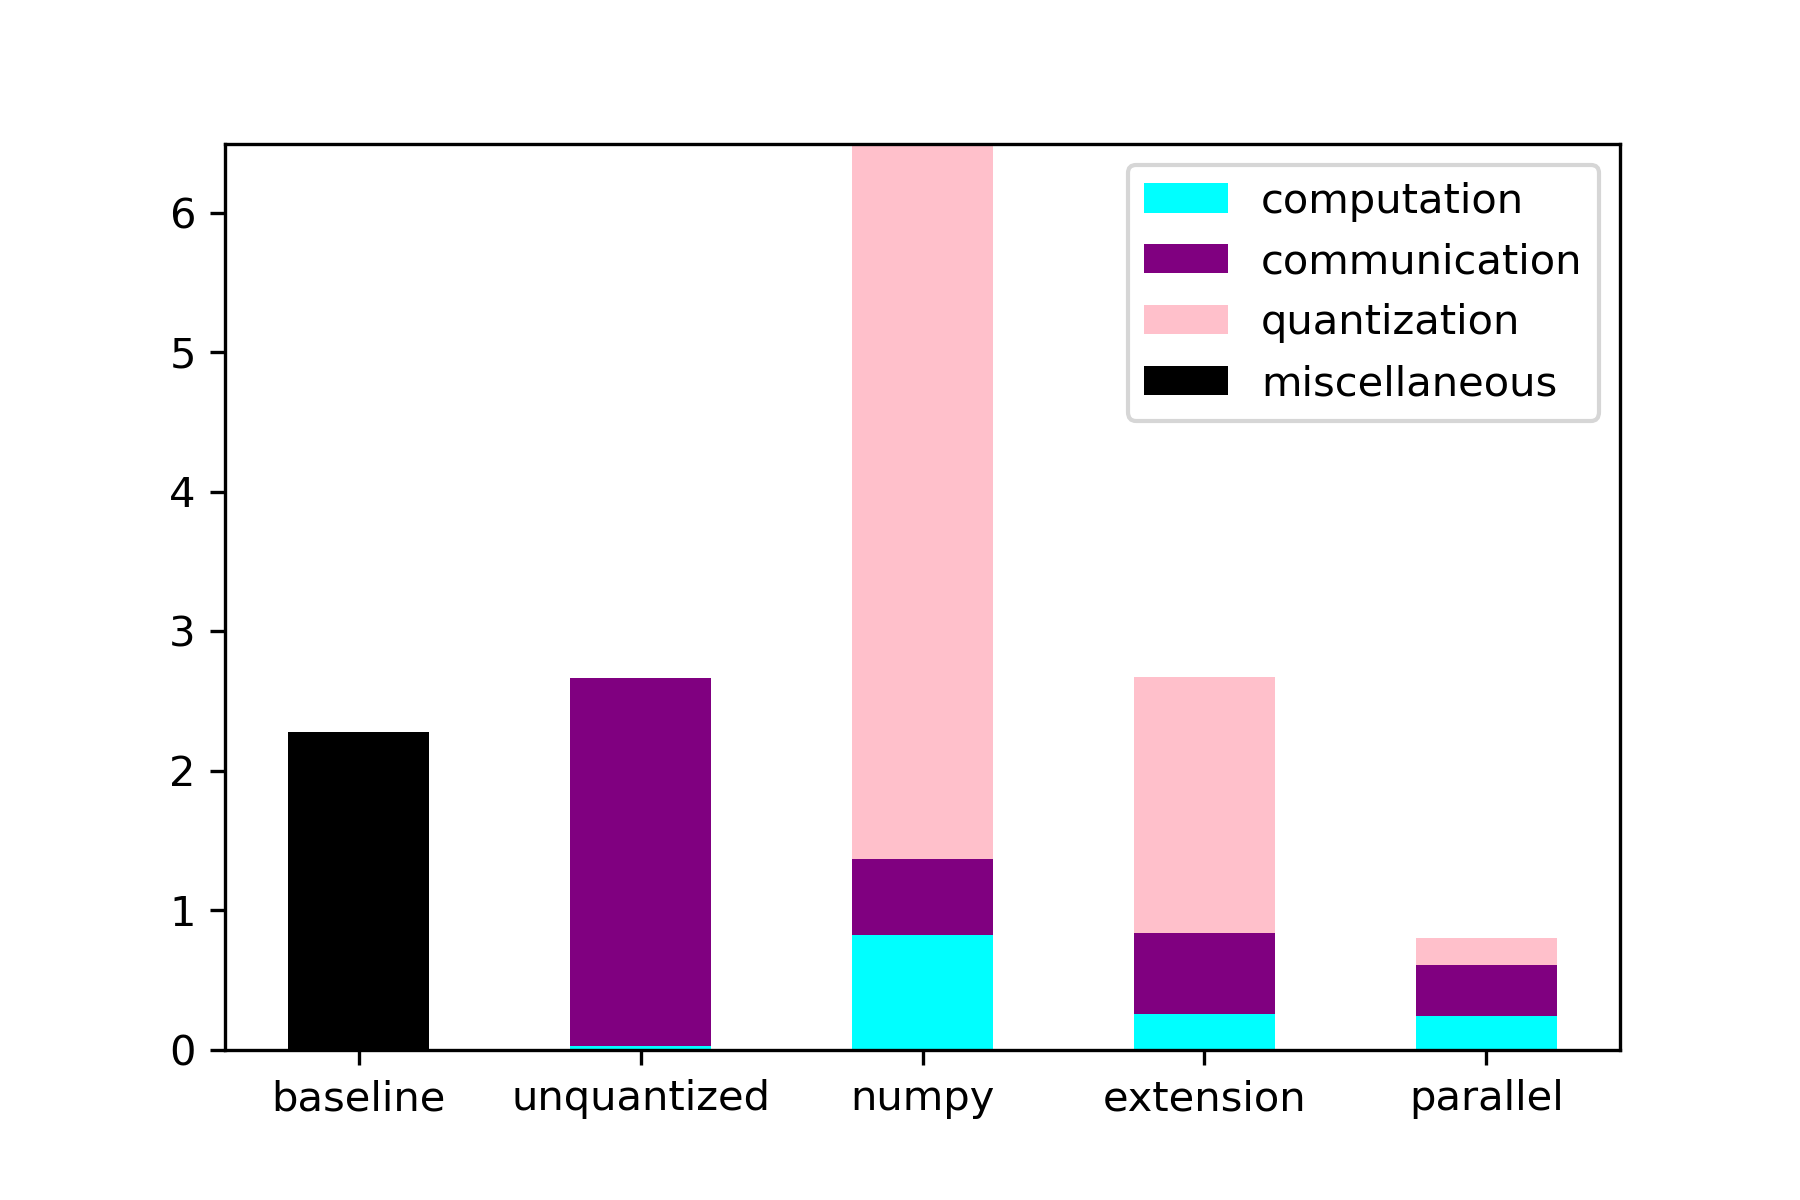 6
5
4
3
2
1
0
computation
communication
quantization
miscellaneous
baseline unquantized numpy extension parallel